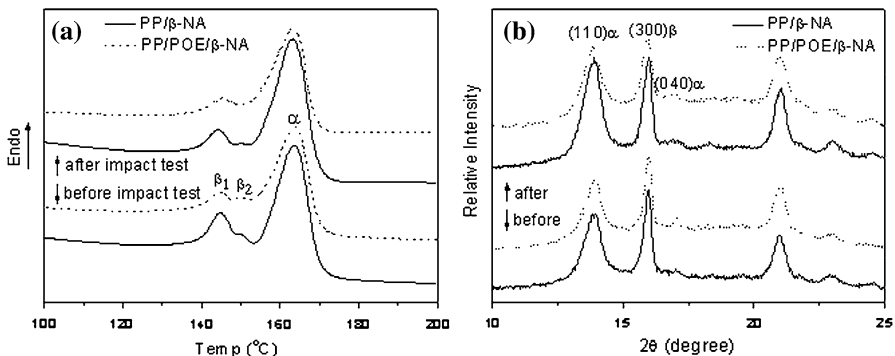 (a)
PP/β-NA
PP/POE/β-NA
α
β1 β2
after impact test
before impact test
Endo
100 120 140 160 180 200
Temp (°C)
(b)
PP/β-NA
PP/POE/β-NA
(110)α (300)β
(040)α
after
before
Relative Intensity
10 15 20 25
2θ (degree)